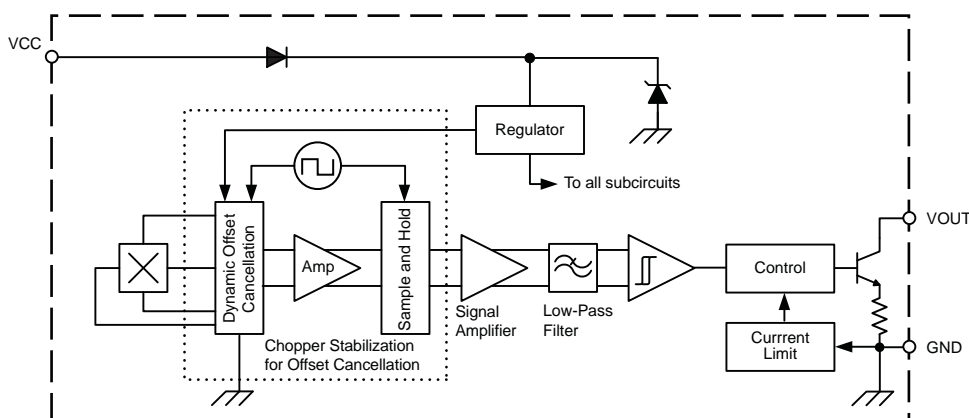 VCC
Regulator
To all subcircuits
VOUT
Dynamic Offset
Cancellation
Amp
Sample and Hold
Control
Signal
Amplifier
Low-Pass
Filter
Currrent
Limit
GND
Chopper Stabilization
for Offset Cancellation